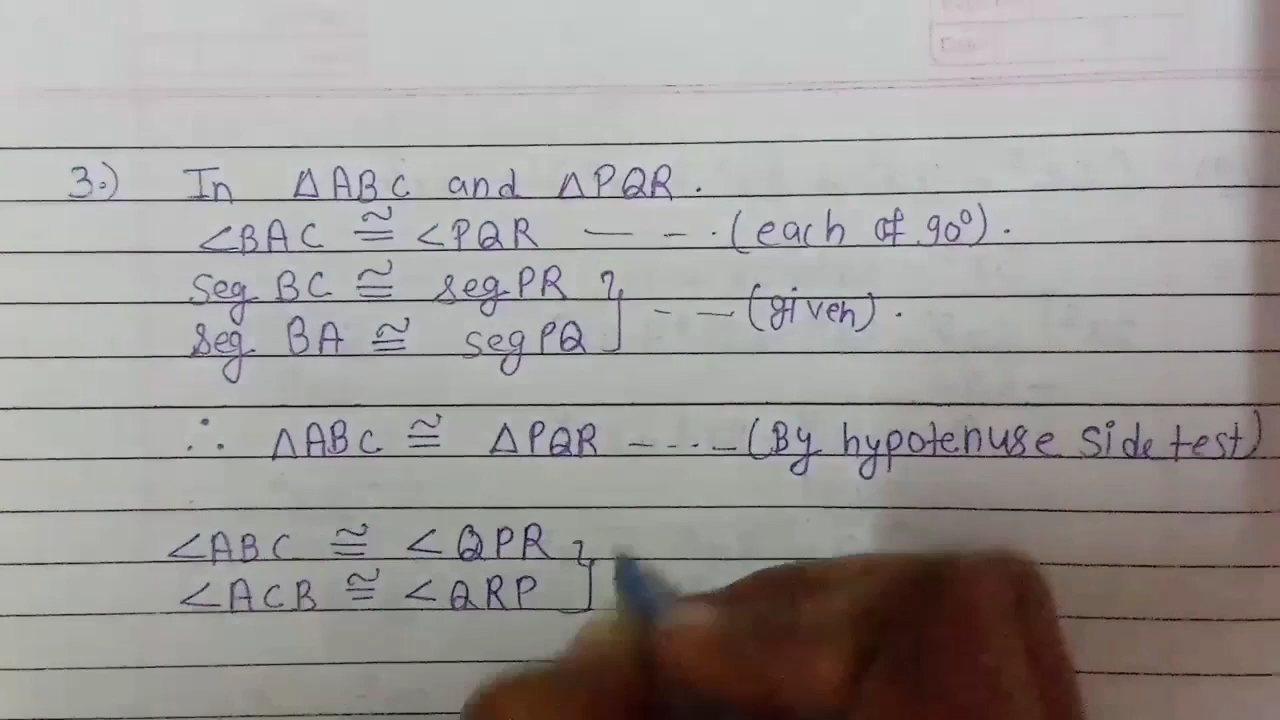 3.) In △ABC and △PQR.
∠BAC ≅ ∠PQR — - - . (each of 90°).
seg BC ≅ seg PR
seg BA ≅ seg PQ } - - — (given).
∴ △ABC ≅ △PQR — - - - — (By hypotenuse side test)
∠ABC ≅ ∠QPR
∠ACB ≅ ∠QRP }